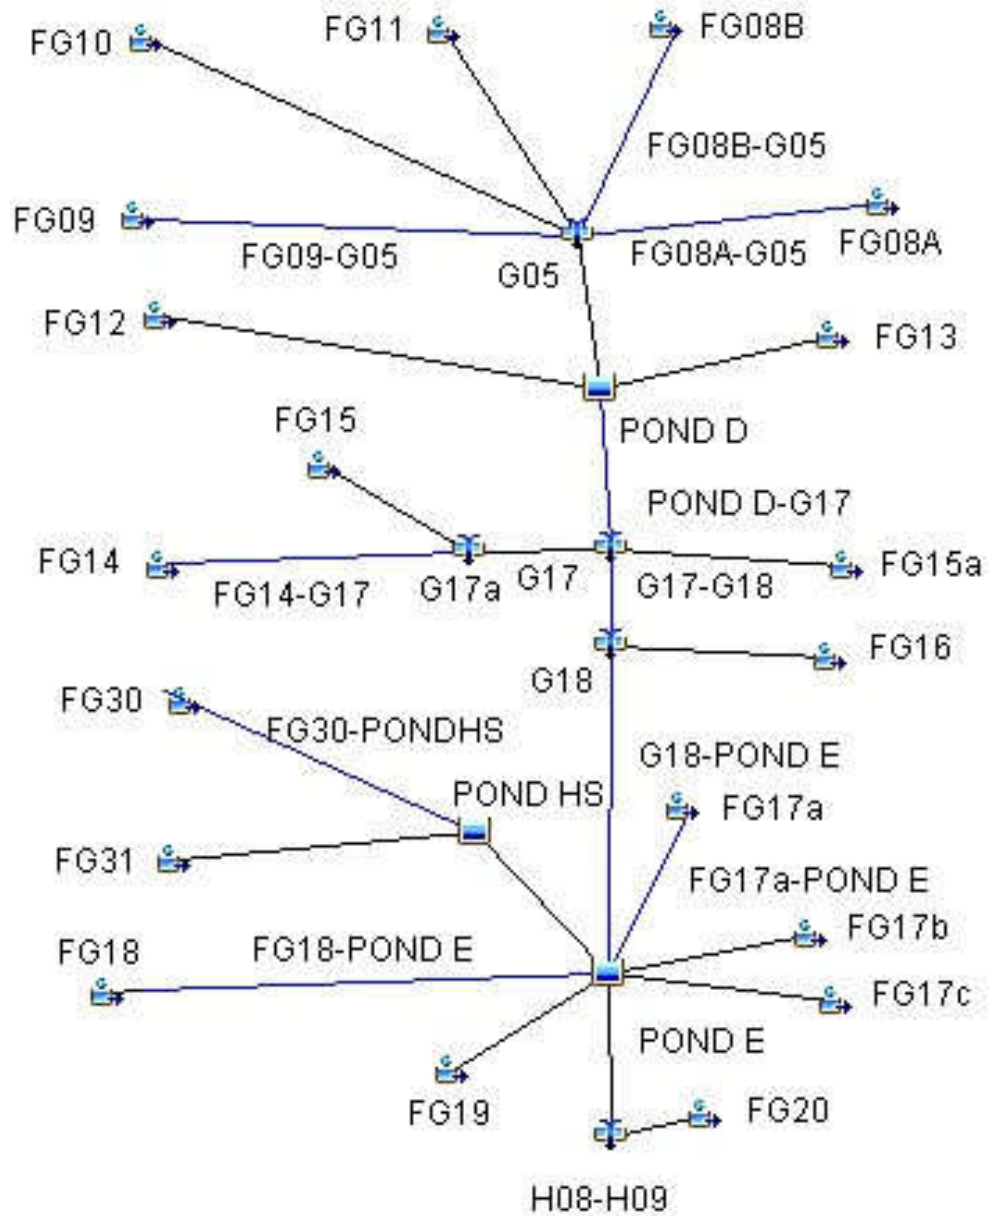 FG10
FG11
FG08B
FG08B-G05
FG09
FG09-G05
G05
FG08A-G05
FG08A
FG12
FG13
POND D
FG15
POND D-G17
FG14
FG14-G17
G17a
G17
G17-G18
FG15a
G18
FG16
FG30
FG30-PONDHS
G18-POND E
POND HS
FG17a
FG31
FG17a-POND E
FG17b
FG18
FG18-POND E
FG17c
POND E
FG19
FG20
H08-H09